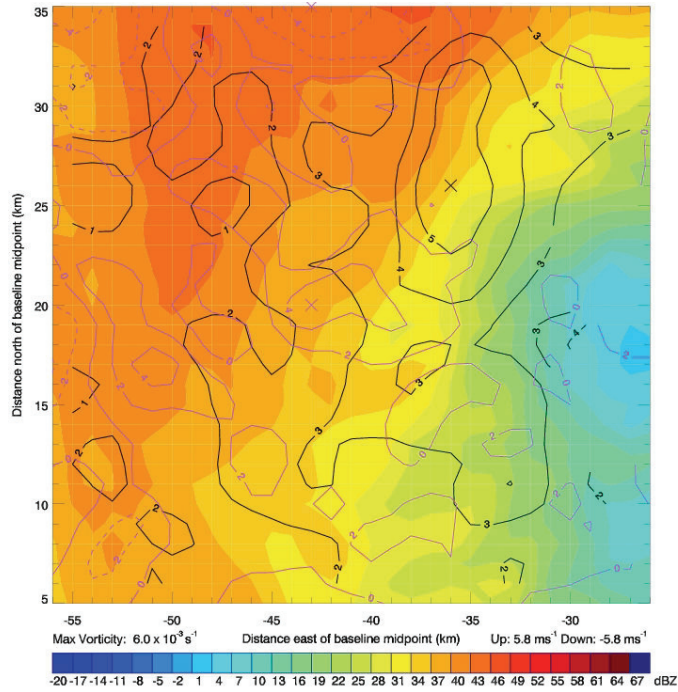 35
30
25
20
15
10
5
Distance north of baseline midpoint (km)
-55 -50 -45 -40 -35 -30
Max Vorticity: 6.0 x 10⁻³ s⁻¹ Distance east of baseline midpoint (km) Up: 5.8 ms⁻¹ Down: -5.8 ms⁻¹
-20 -17 -14 -11 -8 -5 -2 1 4 7 10 13 16 19 22 25 28 31 34 37 40 43 46 49 52 55 58 61 64 67 dBZ